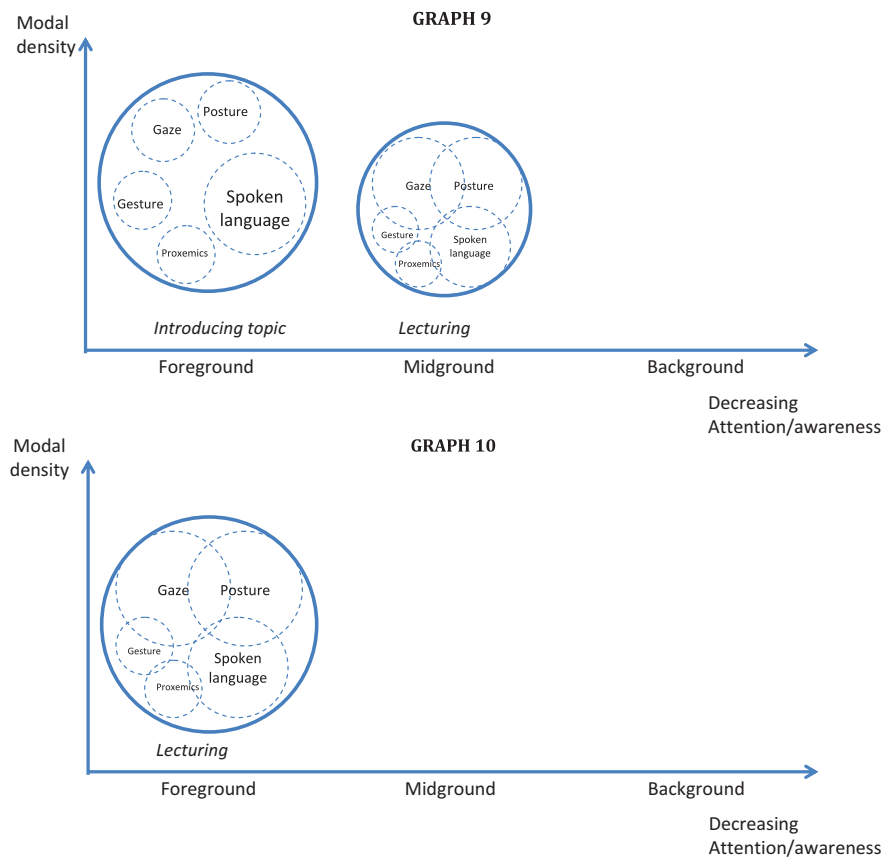 GRAPH 9
Modal
density
Posture
Gaze
Spoken
language
Gesture
Proxemics
Gaze
Posture
Gesture
Spoken
language
Proxemics
Introducing topic
Lecturing
Foreground
Midground
Background
Decreasing
Attention/awareness
GRAPH 10
Modal
density
Gaze
Posture
Gesture
Spoken
language
Proxemics
Lecturing
Foreground
Midground
Background
Decreasing
Attention/awareness